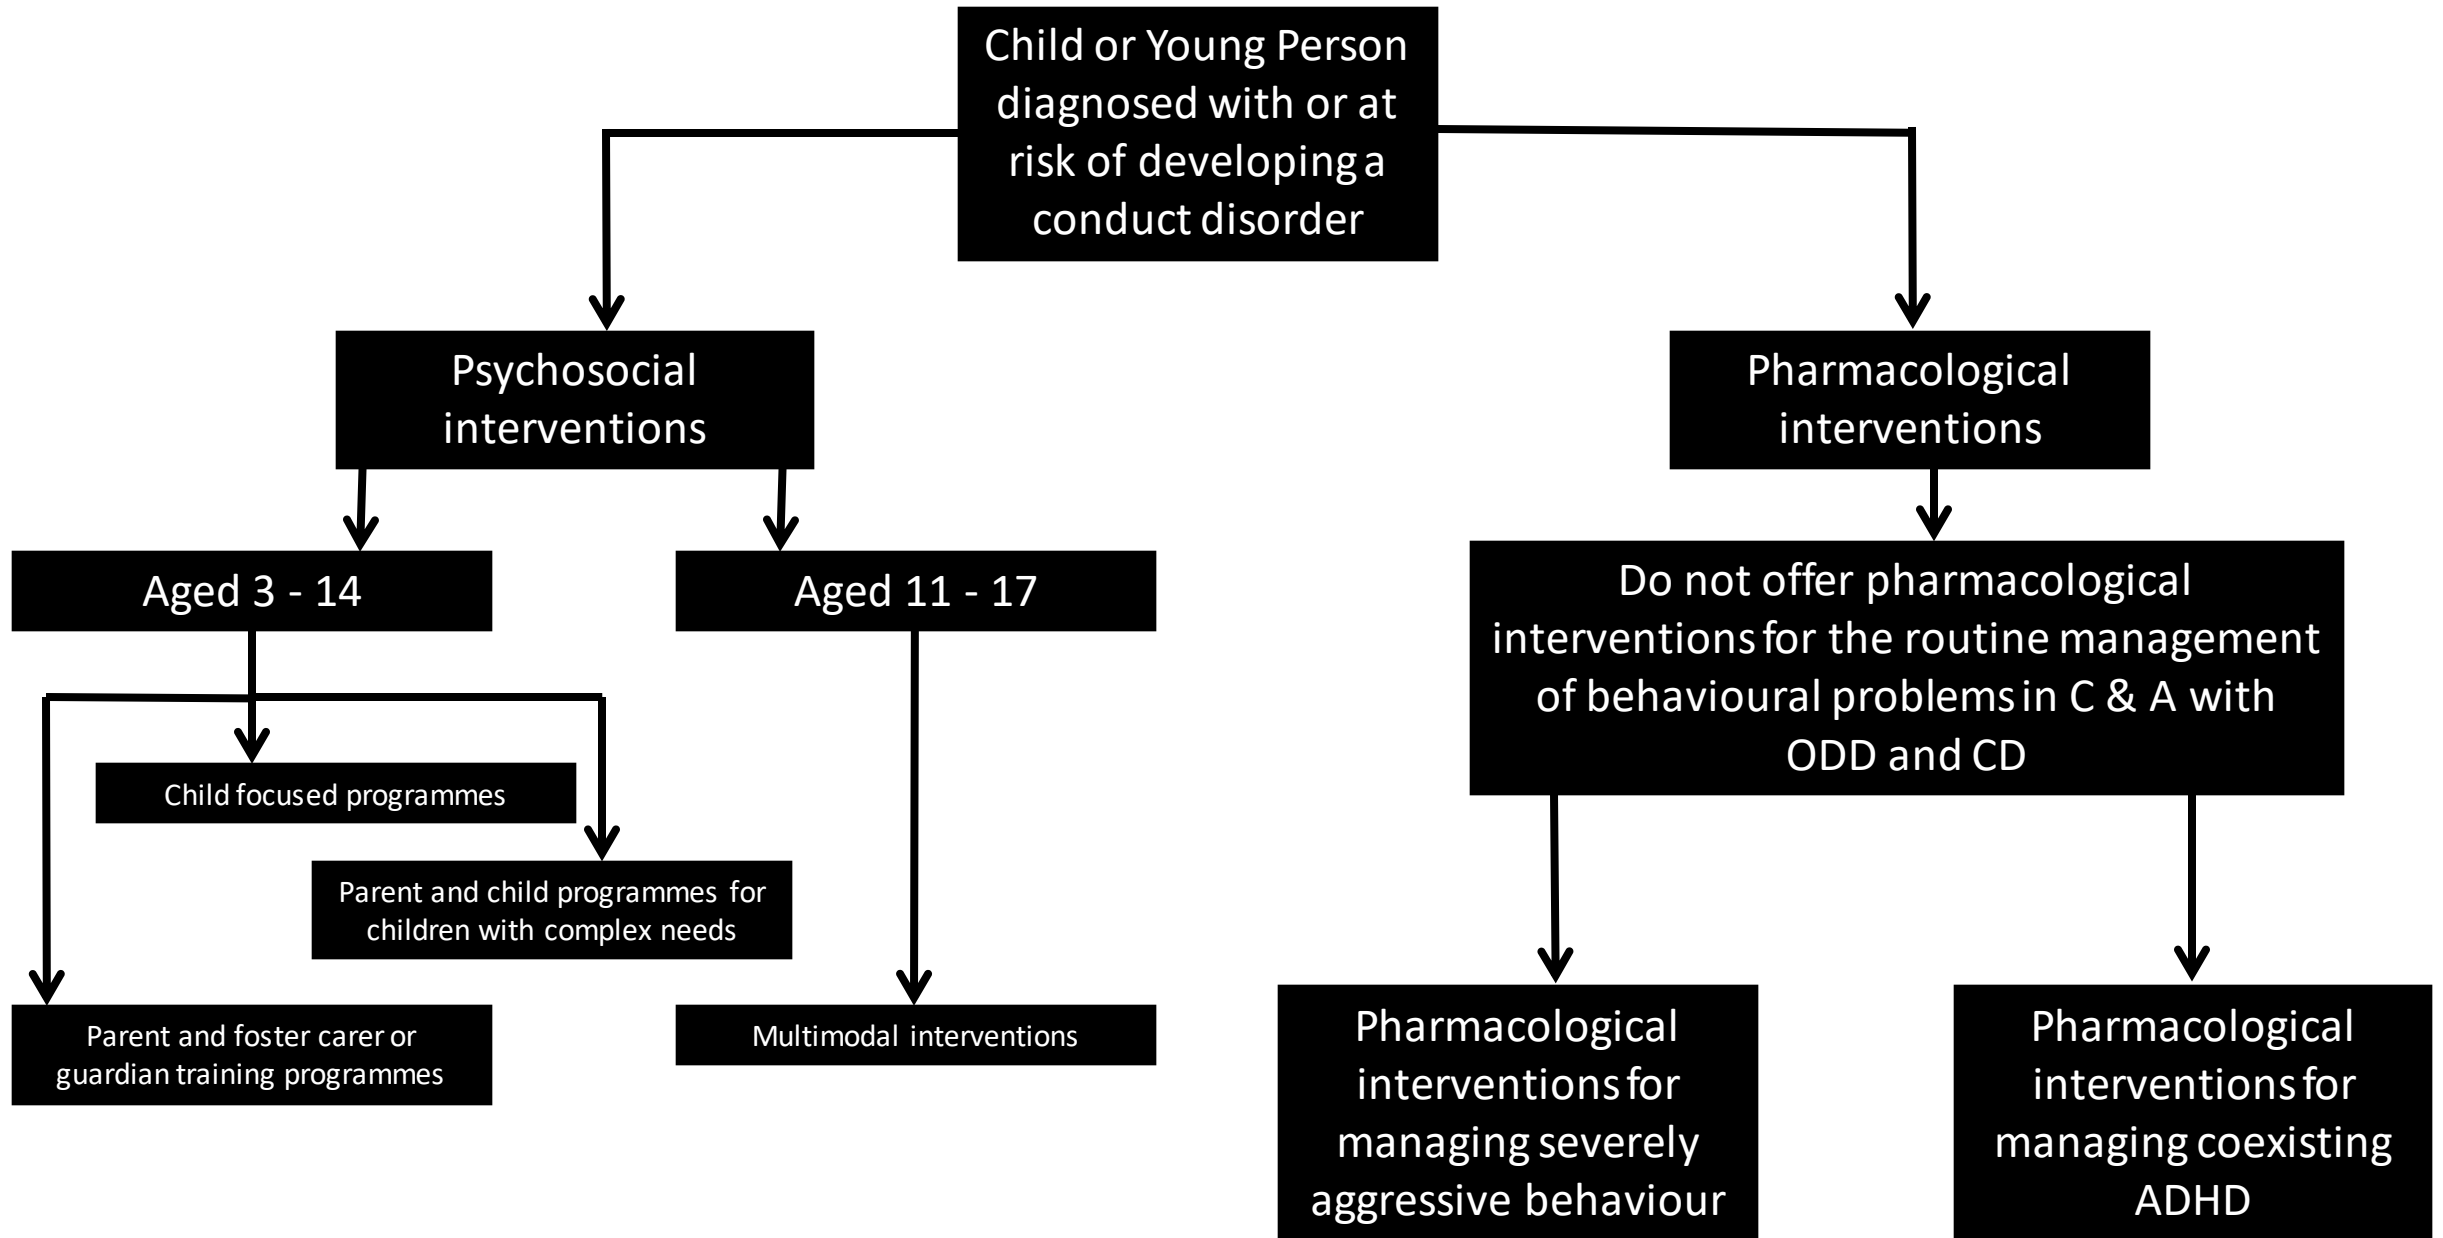 Child or Young Person
diagnosed with or at
risk of developing a
conduct disorder
Psychosocial
interventions
Pharmacological
interventions
Aged 3 - 14
Aged 11 - 17
Do not offer pharmacological
interventions for the routine management
of behavioural problems in C & A with
ODD and CD
Child focused programmes
Parent and child programmes for
children with complex needs
Parent and foster carer or
guardian training programmes
Multimodal interventions
Pharmacological
interventions for
managing severely
aggressive behaviour
Pharmacological
interventions for
managing coexisting
ADHD